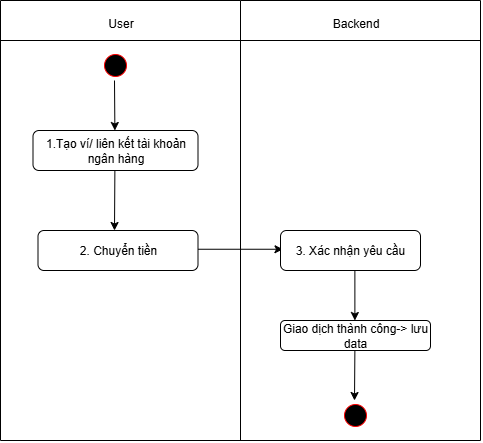 User
Backend
1.Tạo ví/ liên kết tài khoản
ngân hàng
2. Chuyển tiền
3. Xác nhận yêu cầu
Giao dịch thành công-> lưu
data